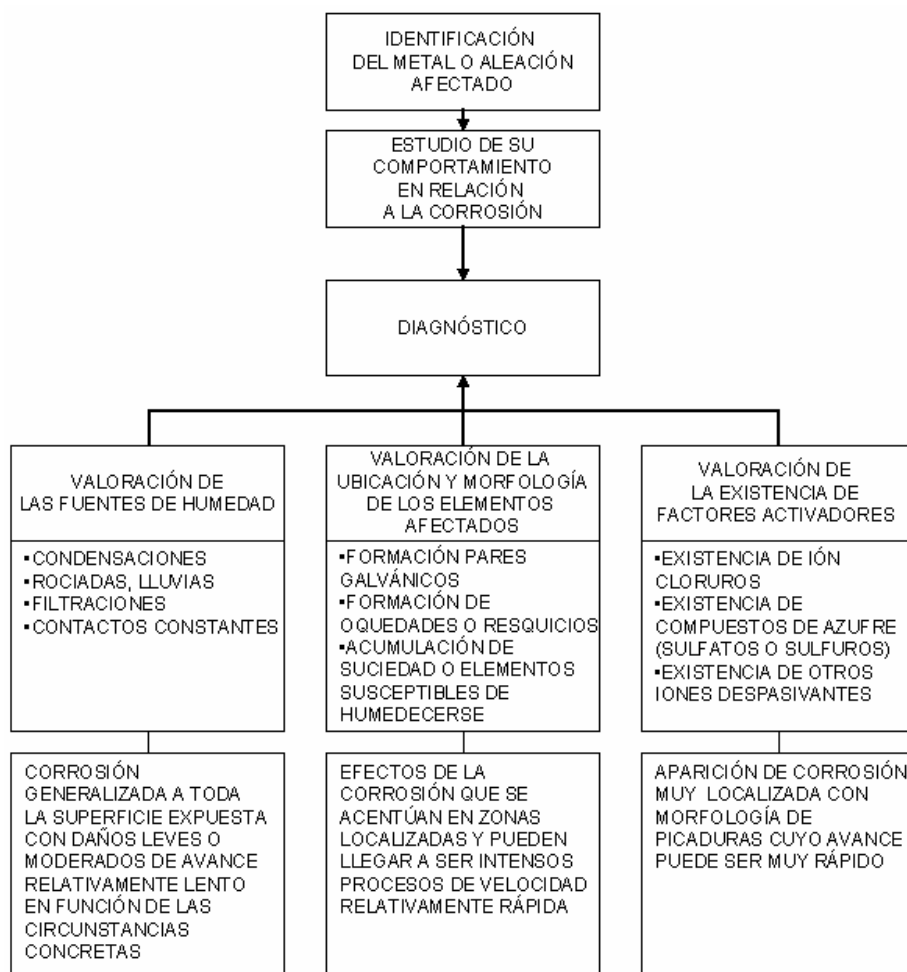 IDENTIFICACIÓN
DEL METAL O ALEACIÓN
AFECTADO
ESTUDIO DE SU
COMPORTAMIENTO
EN RELACIÓN
A LA CORROSIÓN
DIAGNÓSTICO
VALORACIÓN DE
LAS FUENTES DE HUMEDAD
▪CONDENSACIONES
▪ROCIADAS, LLUVIAS
▪FILTRACIONES
▪CONTACTOS CONSTANTES
CORROSIÓN
GENERALIZADA A TODA
LA SUPERFICIE EXPUESTA
CON DAÑOS LEVES O
MODERADOS DE AVANCE
RELATIVAMENTE LENTO
EN FUNCIÓN DE LAS
CIRCUNSTANCIAS
CONCRETAS
VALORACIÓN DE LA
UBICACIÓN Y MORFOLOGÍA
DE LOS ELEMENTOS
AFECTADOS
▪FORMACIÓN PARES
GALVÁNICOS
▪FORMACIÓN DE
OQUEDADES O RESQUICIOS
▪ACUMULACIÓN DE
SUCIEDAD O ELEMENTOS
SUSCEPTIBLES DE
HUMEDECERSE
EFECTOS DE LA
CORROSIÓN QUE SE
ACENTÚAN EN ZONAS
LOCALIZADAS Y PUEDEN
LLEGAR A SER INTENSOS
PROCESOS DE VELOCIDAD
RELATIVAMENTE RÁPIDA
VALORACIÓN DE
LA EXISTENCIA DE
FACTORES ACTIVADORES
▪EXISTENCIA DE IÓN
CLORUROS
▪EXISTENCIA DE
COMPUESTOS DE AZUFRE
(SULFATOS O SULFUROS)
▪EXISTENCIA DE OTROS
IONES DESPASIVANTES
APARICIÓN DE CORROSIÓN
MUY LOCALIZADA CON
MORFOLOGÍA DE
PICADURAS CUYO AVANCE
PUEDE SER MUY RÁPIDO